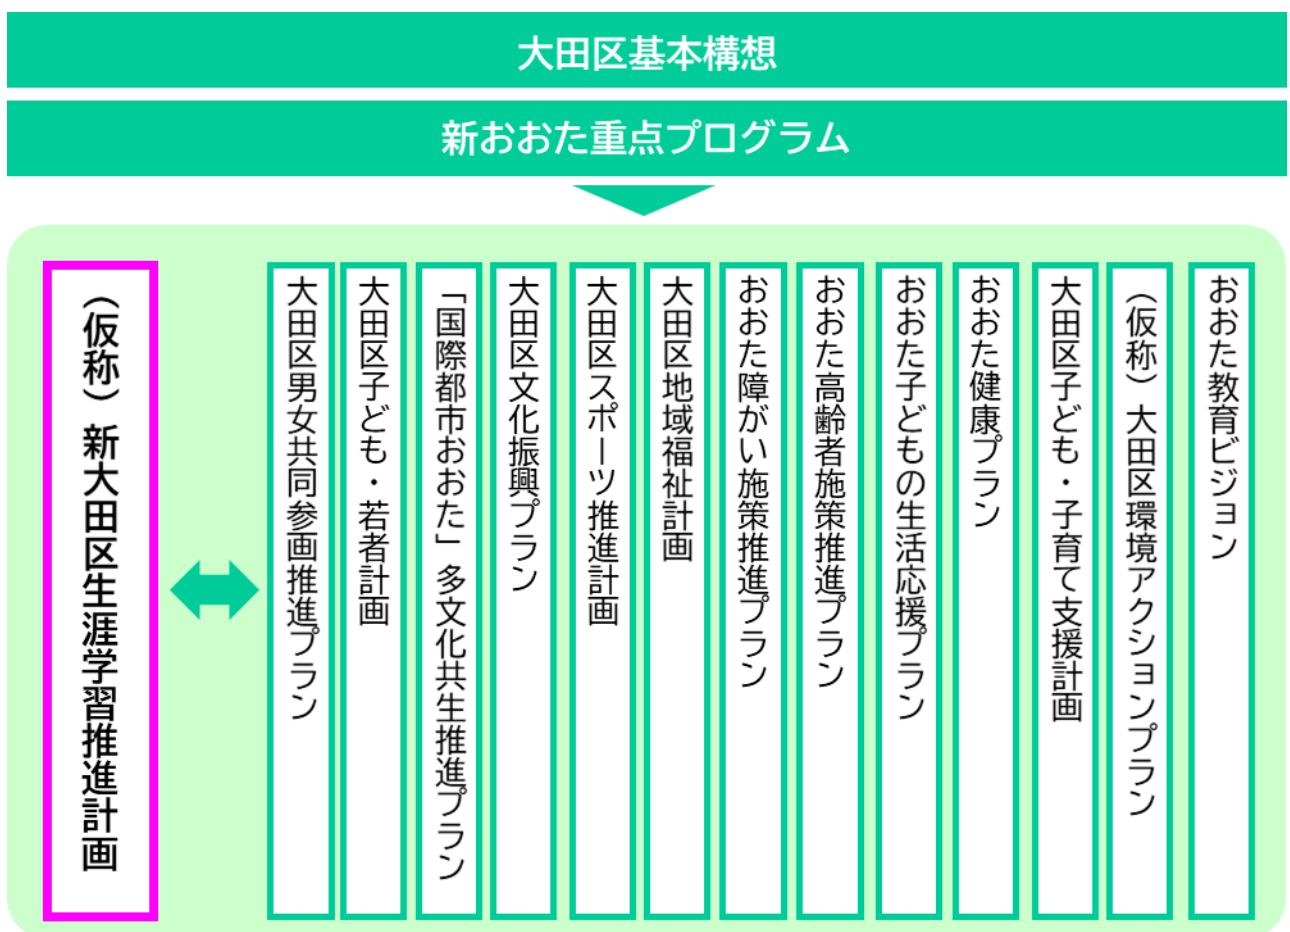 大田区基本構想
新おおた重点プログラム
（仮称）新大田区生涯学習推進計画
大田区男女共同参画推進プラン
大田区子ども・若者計画
「国際都市おおた」多文化共生推進プラン
大田区文化振興プラン
大田区スポーツ推進計画
大田区地域福祉計画
おおた障がい施策推進プラン
おおた高齢者施策推進プラン
おおた子どもの生活応援プラン
おおた健康プラン
大田区子ども・子育て支援計画
（仮称）大田区環境アクションプラン
おおた教育ビジョン